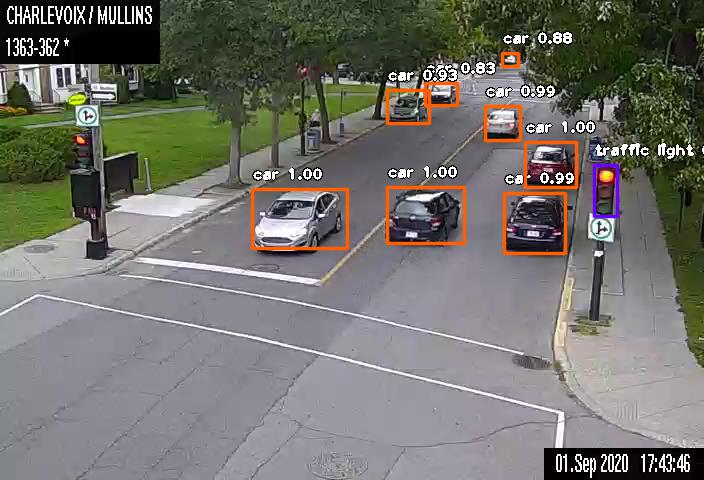 CHARLEVOIX / MULLINS
1363-362 *
car 0.88
car 0.93
0.83
car 0.99
car 1.00
car 1.00
car 1.00
car 0.99
traffic light
01.Sep 2020 17:43:46